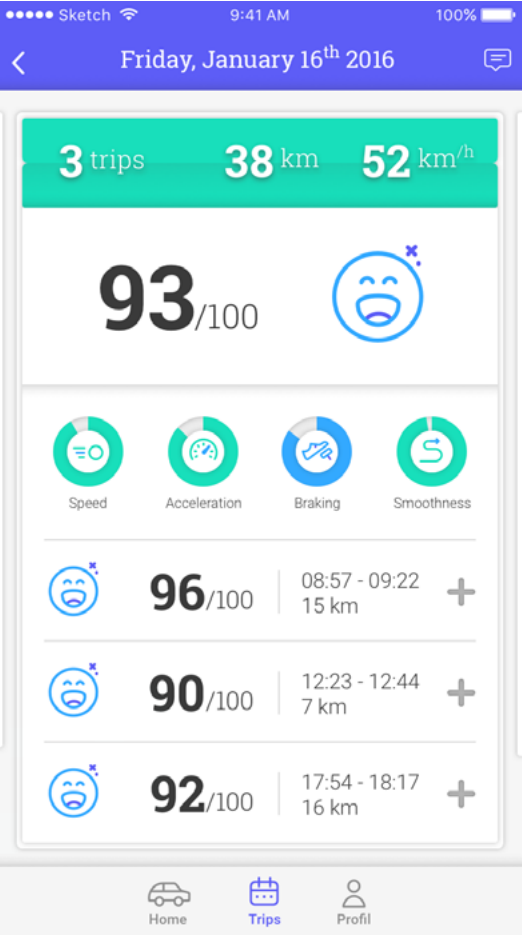 Sketch 9:41 AM 100%
Friday, January 16th 2016
3 trips 38 km 52 km/h
93/100
Speed Acceleration Braking Smoothness
96/100 08:57 - 09:22
15 km
90/100 12:23 - 12:44
7 km
92/100 17:54 - 18:17
16 km
Home Trips Profil